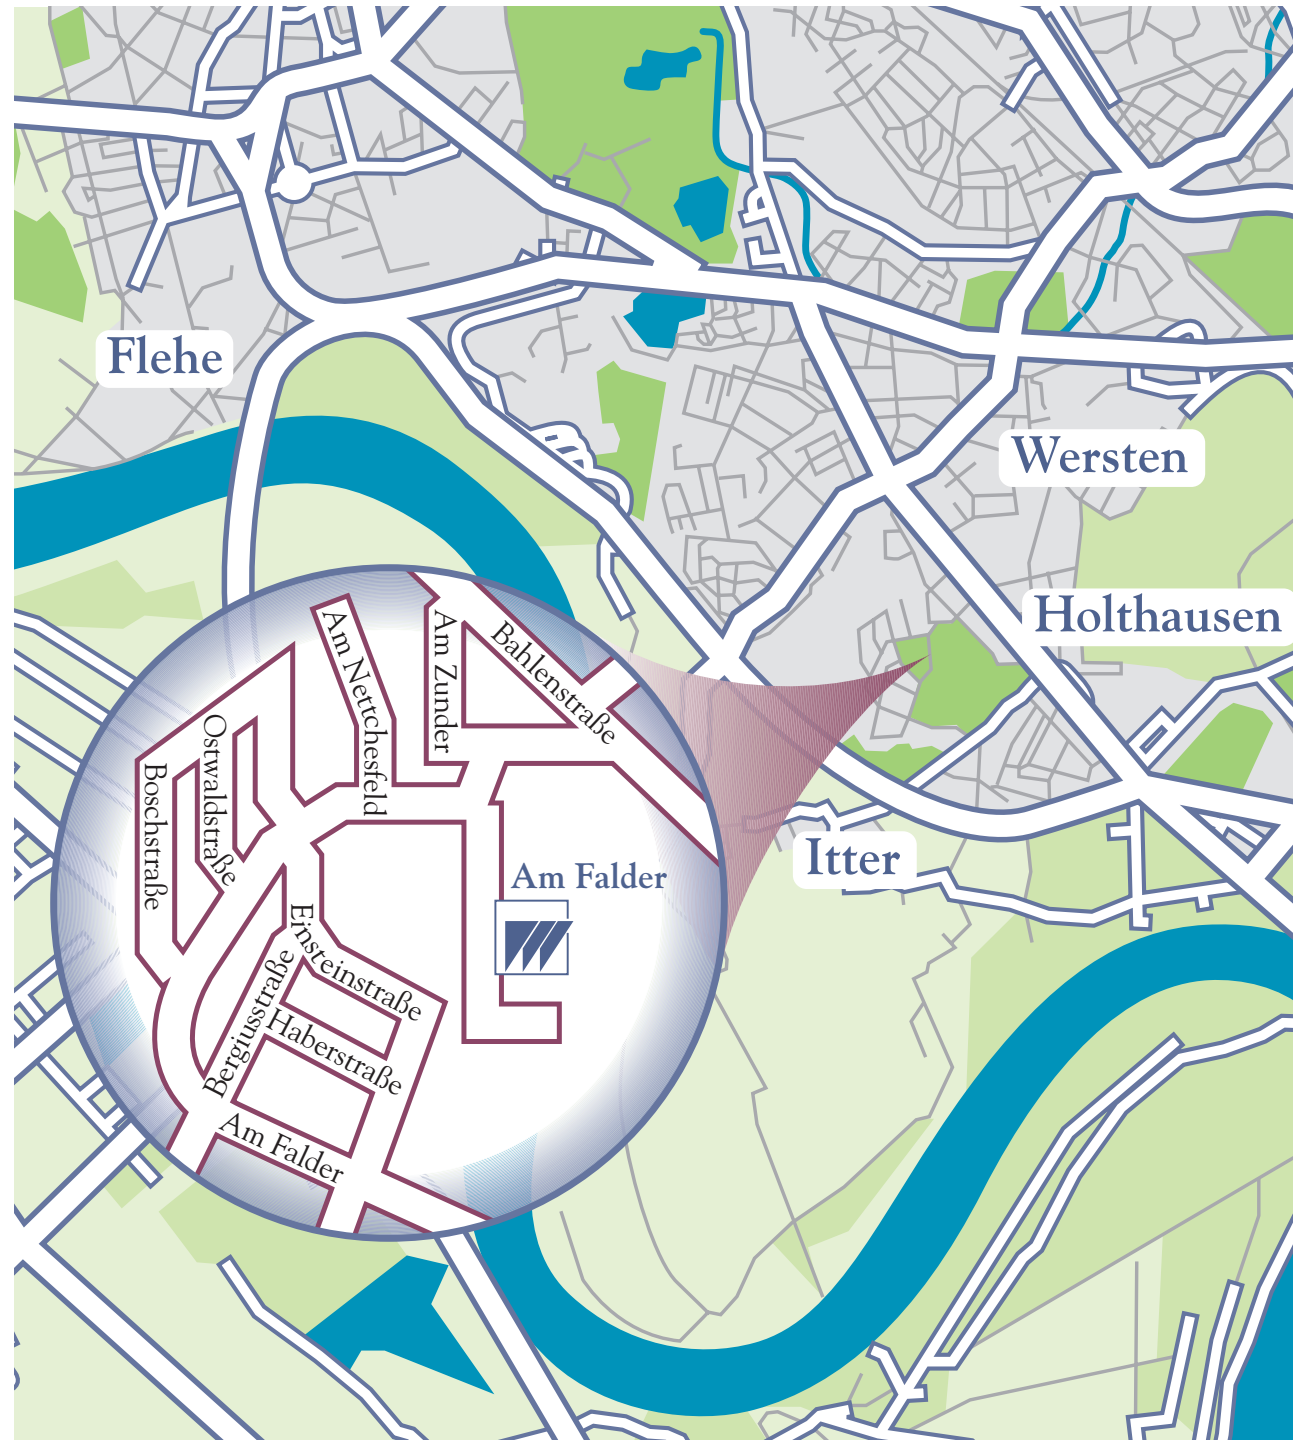 Flehe
Wersten
Holthausen
Itter
Am Nettchesfeld
Am Zunder
Bahlenstraße
Ostwaldstraße
Boschstraße
Am Falder
Einsteinstraße
Bergiusstraße
Haberstraße
Am Falder